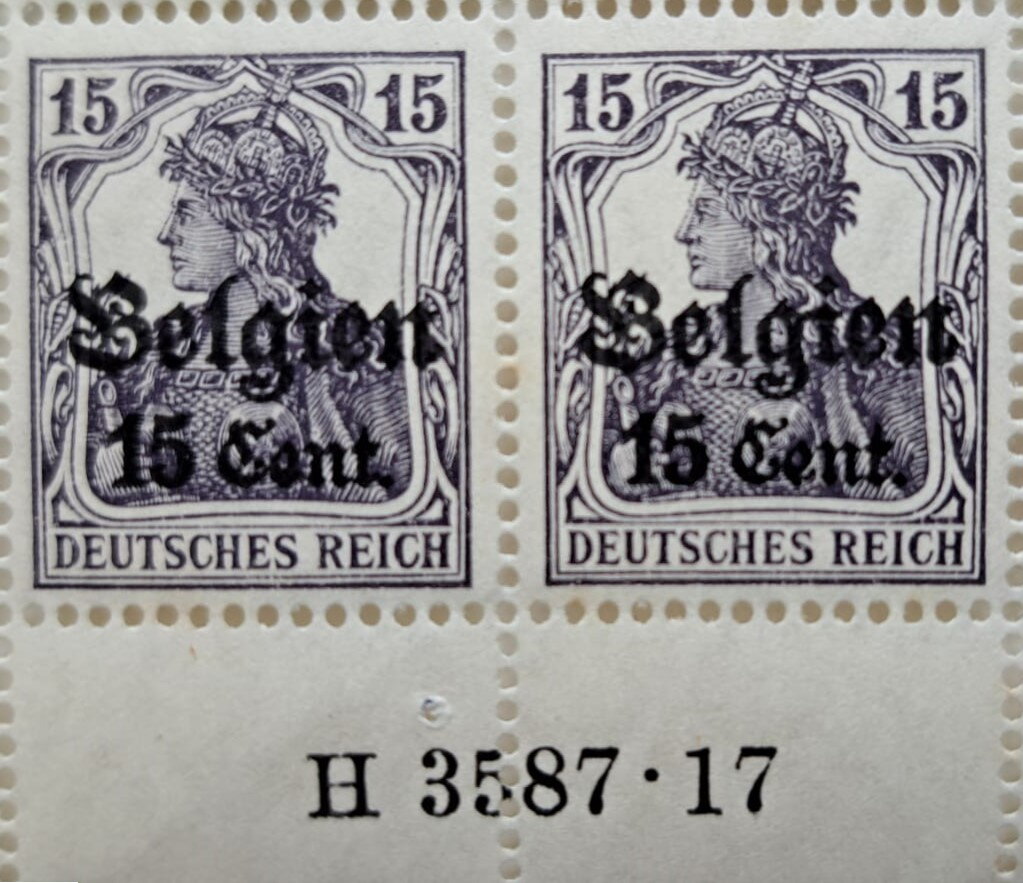 15 15 15 15
Belgien Belgien
15 Cent. 15 Cent.
DEUTSCHES REICH DEUTSCHES REICH
H 3587·17